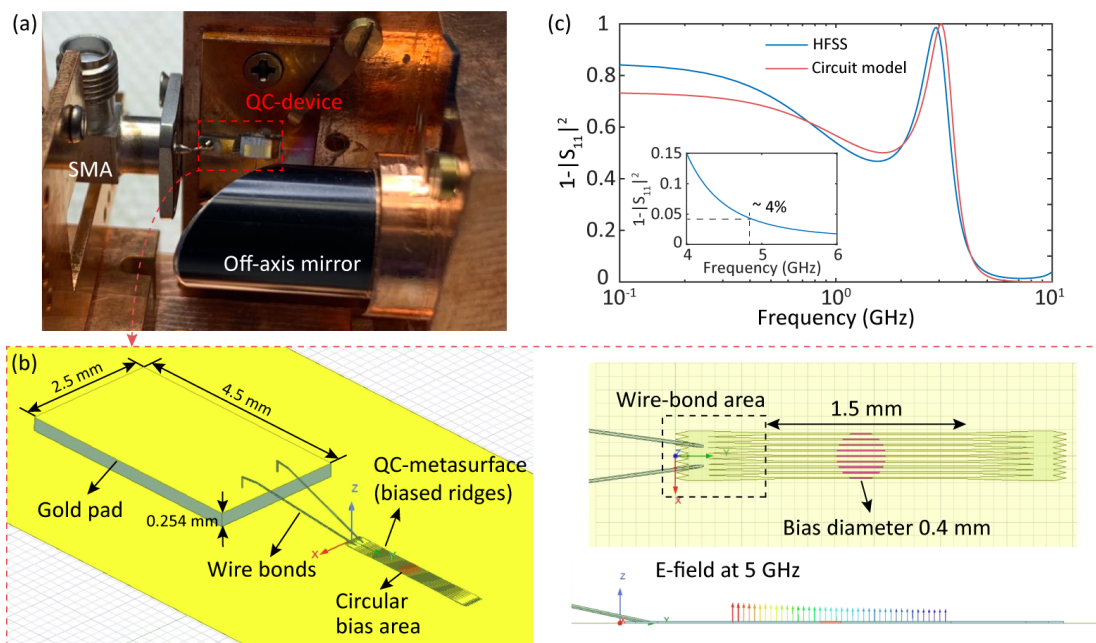 (a)
QC-device
SMA
Off-axis mirror
(c)
HFSS
Circuit model
1-|S₁₁|²
1
0.8
0.6
0.4
0.2
0
10⁻¹
10⁰
10¹
Frequency (GHz)
1-|S₁₁|²
0.15
0.1
0.05
0
~ 4%
4
5
6
Frequency (GHz)
(b)
2.5 mm
4.5 mm
Gold pad
0.254 mm
QC-metasurface
(biased ridges)
Wire bonds
Circular
bias area
Z
X
Y
Wire-bond area
1.5 mm
Z
Y
X
Bias diameter 0.4 mm
E-field at 5 GHz
Z
Y